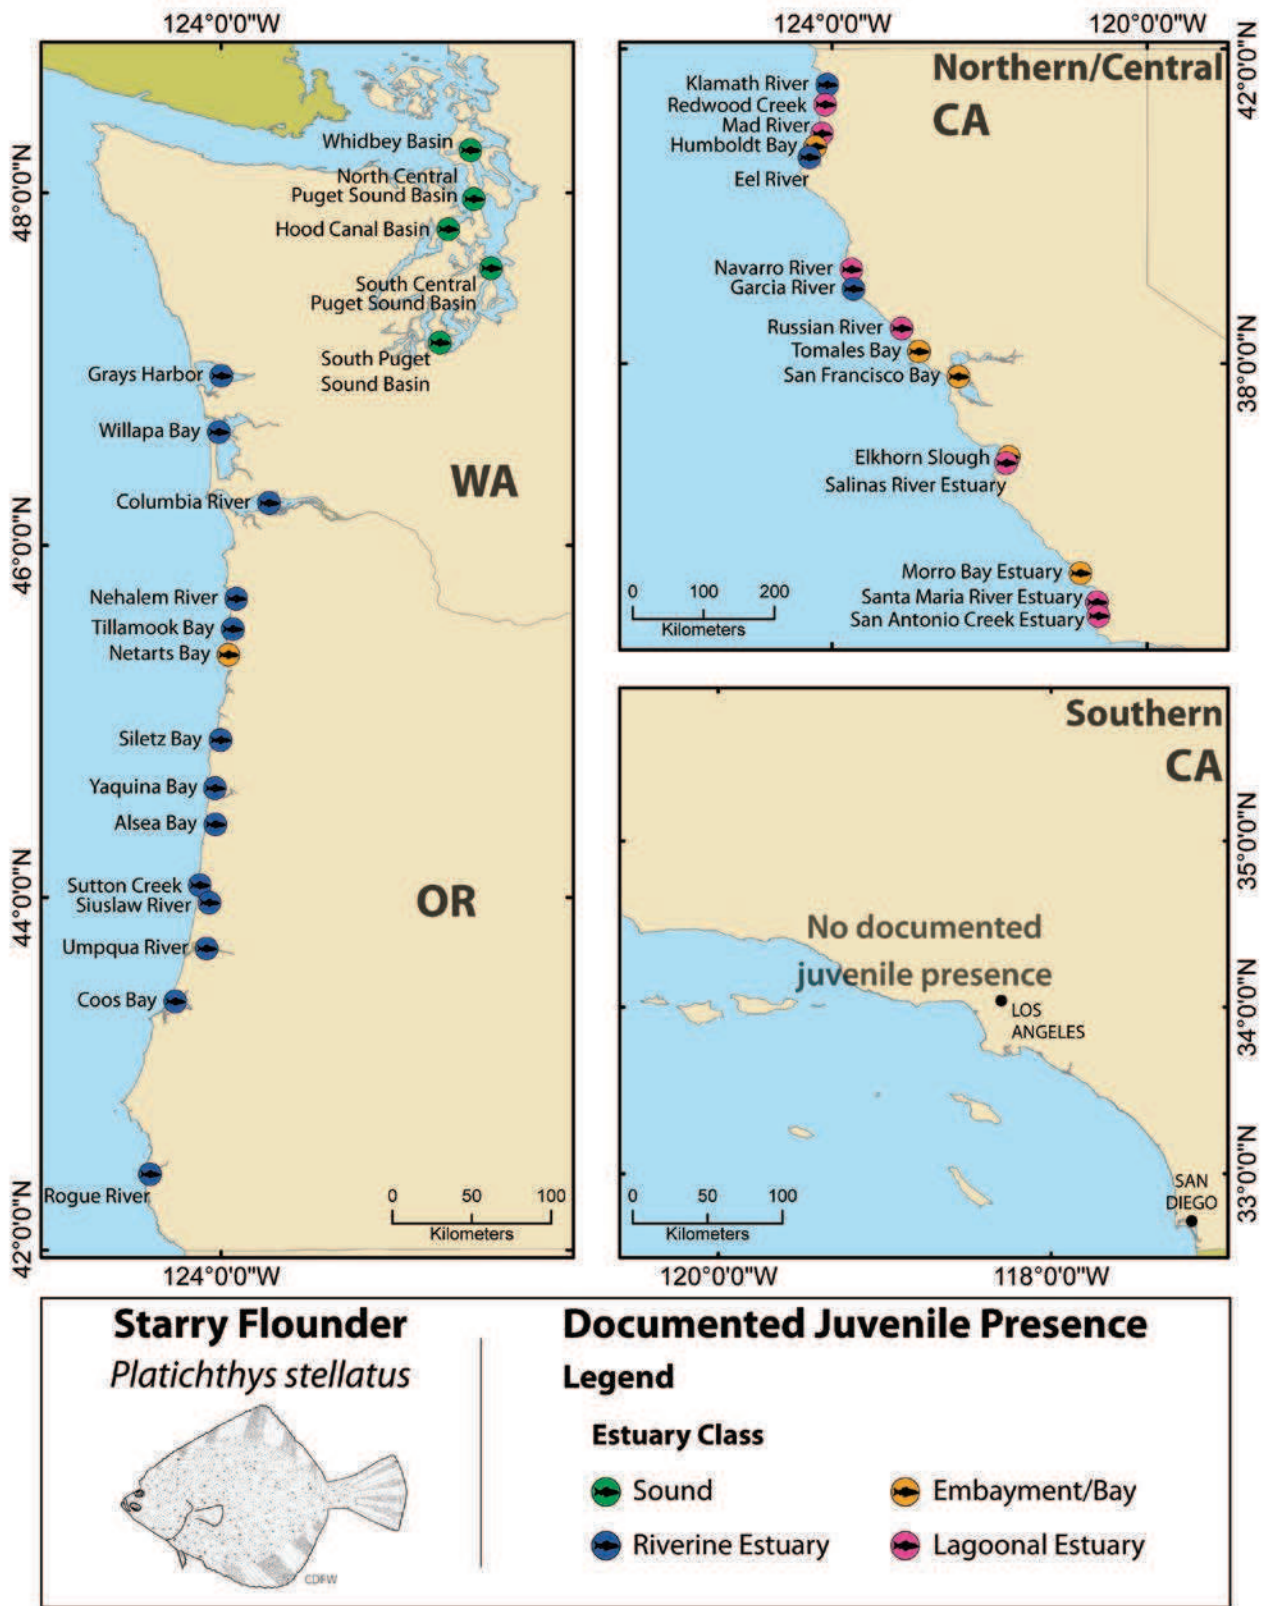 124°0'0"W
48°0'0"N
46°0'0"N
44°0'0"N
42°0'0"N
Whidbey Basin
North Central
Puget Sound Basin
Hood Canal Basin
South Central
Puget Sound Basin
South Puget
Sound Basin
Grays Harbor
Willapa Bay
WA
Columbia River
Nehalem River
Tillamook Bay
Netarts Bay
Siletz Bay
Yaquina Bay
Alsea Bay
Sutton Creek
Siuslaw River
OR
Umpqua River
Coos Bay
Rogue River
0 50 100
Kilometers
124°0'0"W
124°0'0"W 120°0'0"W
42°0'0"N
38°0'0"N
Northern/Central
CA
Klamath River
Redwood Creek
Mad River
Humboldt Bay
Eel River
Navarro River
Garcia River
Russian River
Tomales Bay
San Francisco Bay
Elkhorn Slough
Salinas River Estuary
Morro Bay Estuary
Santa Maria River Estuary
San Antonio Creek Estuary
0 100 200
Kilometers
Southern
CA
35°0'0"N
34°0'0"N
33°0'0"N
No documented
juvenile presence
LOS
ANGELES
SAN
DIEGO
0 50 100
Kilometers
120°0'0"W 118°0'0"W
Starry Flounder
Platichthys stellatus
CDFW
Documented Juvenile Presence
Legend
Estuary Class
Sound
Embayment/Bay
Riverine Estuary
Lagoonal Estuary